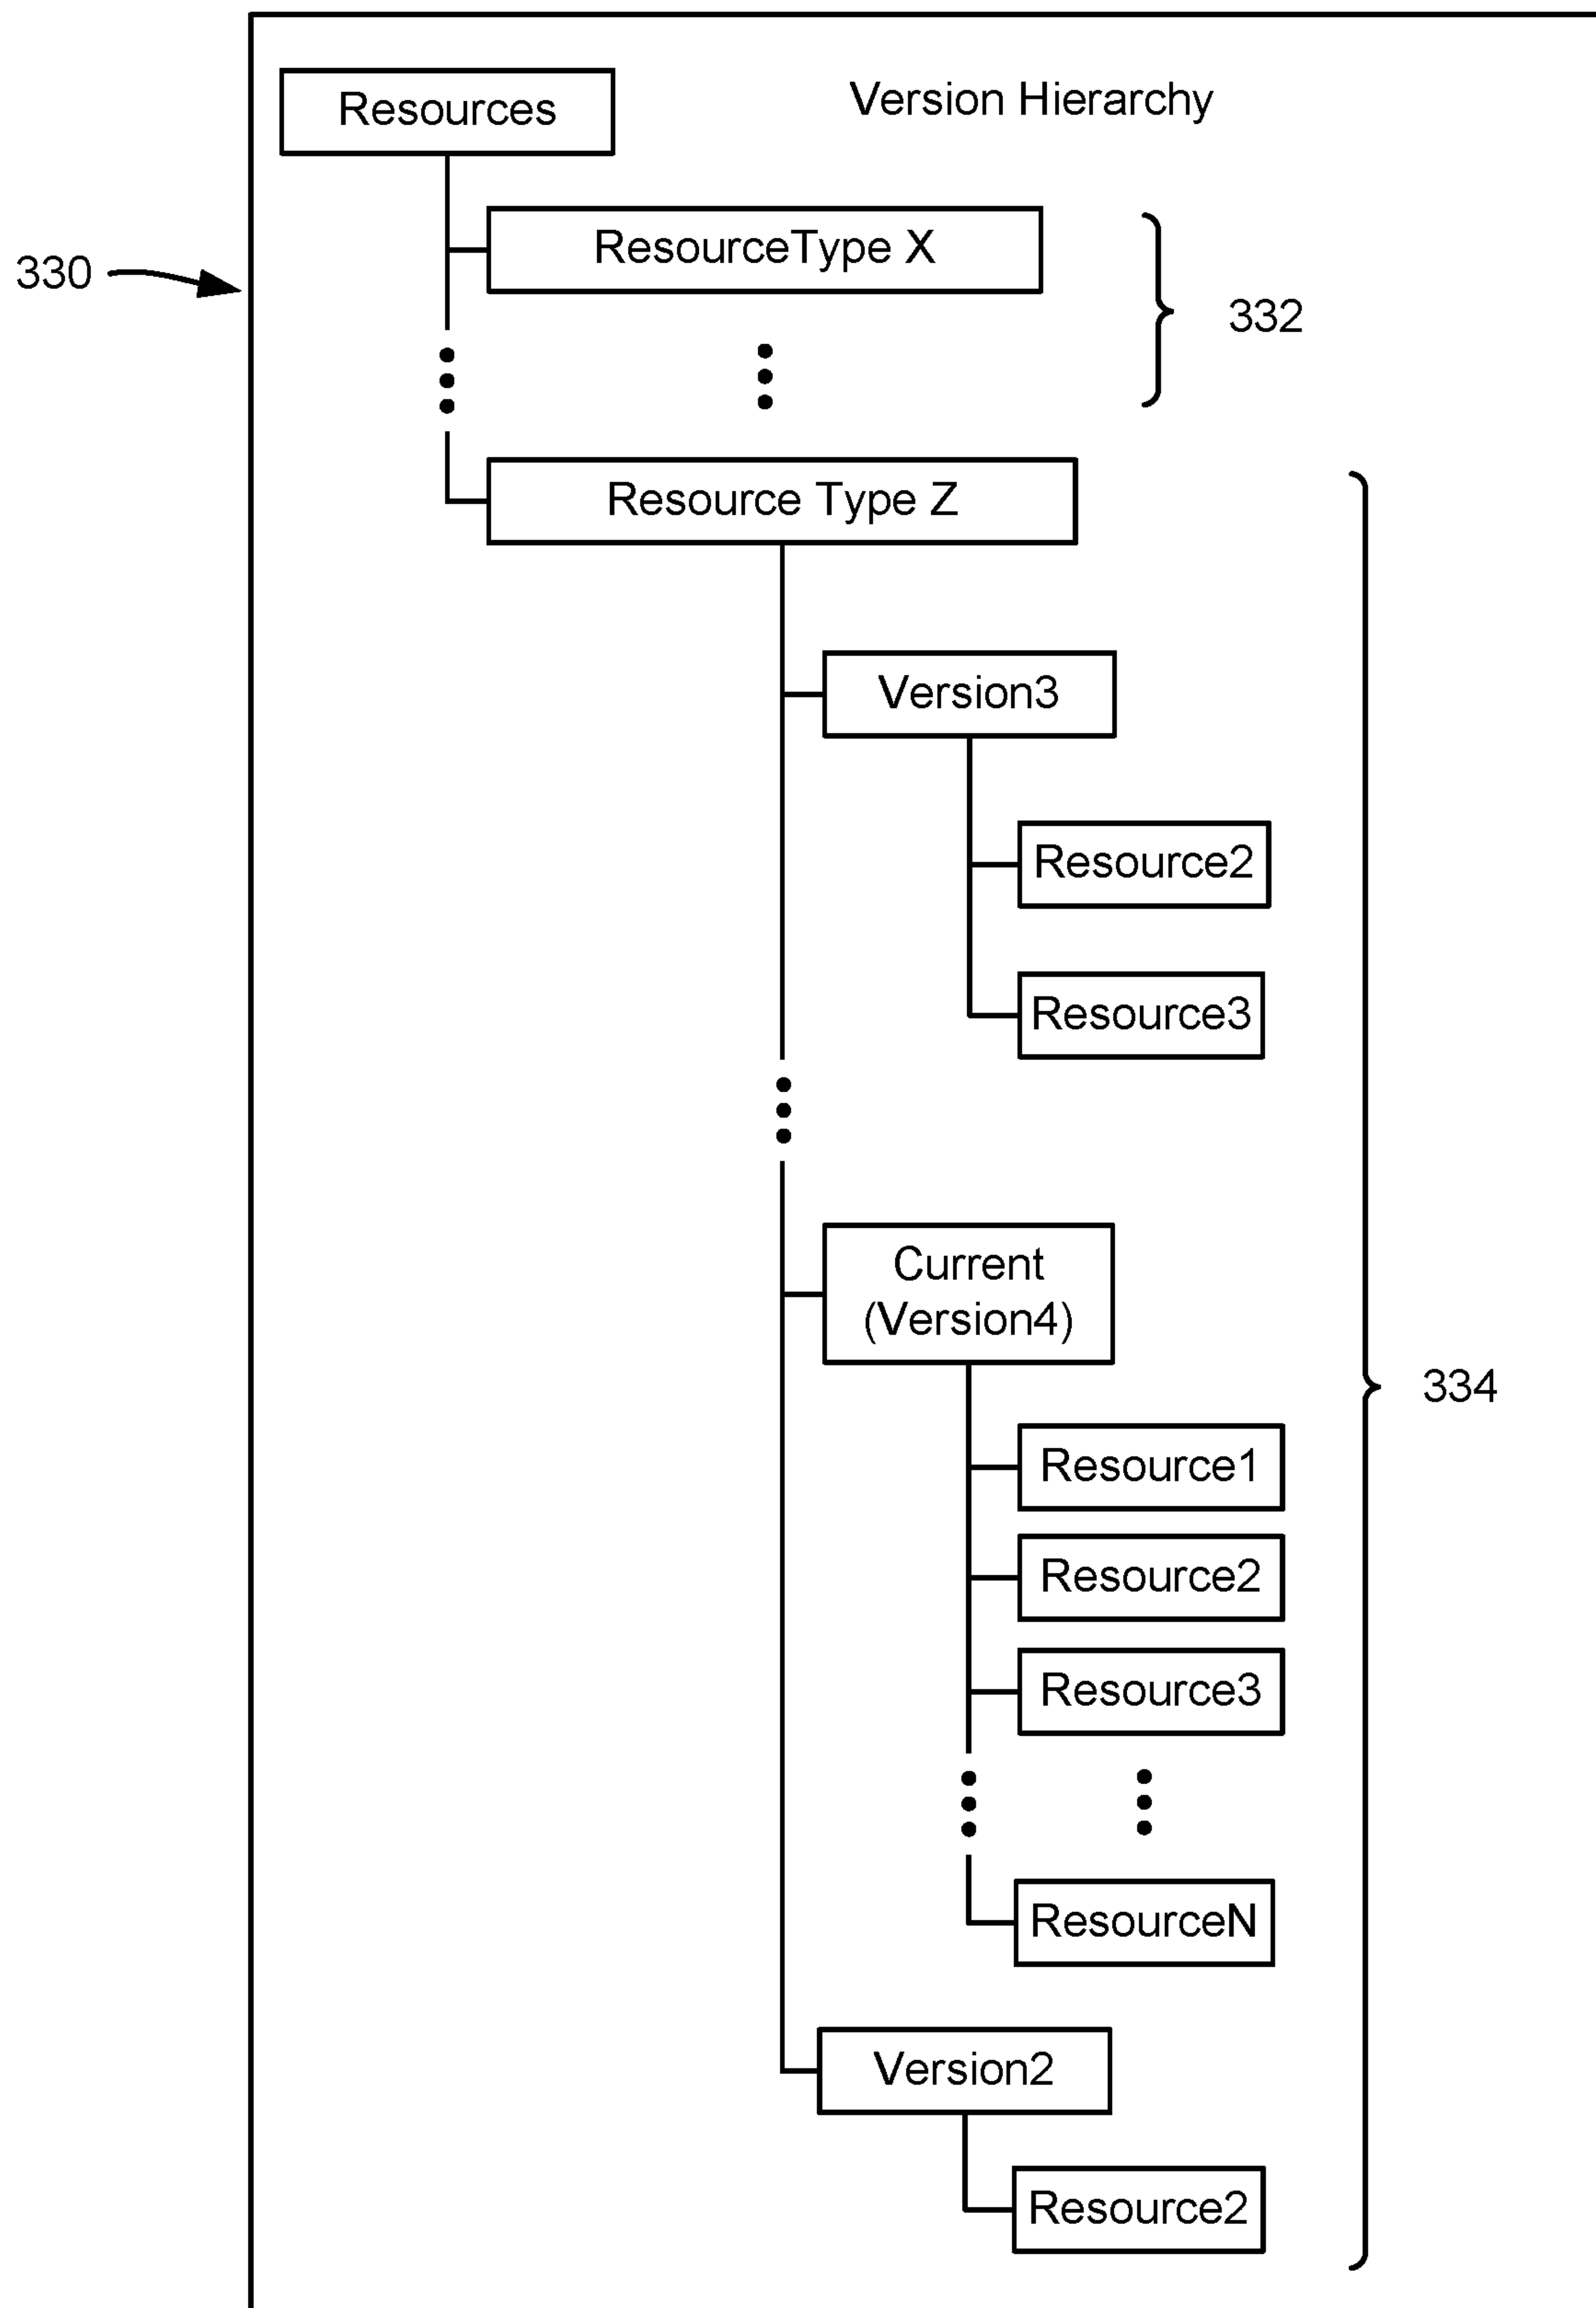 Resources
Version Hierarchy
ResourceType X
330
332
Resource Type Z
Version3
Resource2
Resource3
Current
(Version4)
334
Resource1
Resource2
Resource3
ResourceN
Version2
Resource2